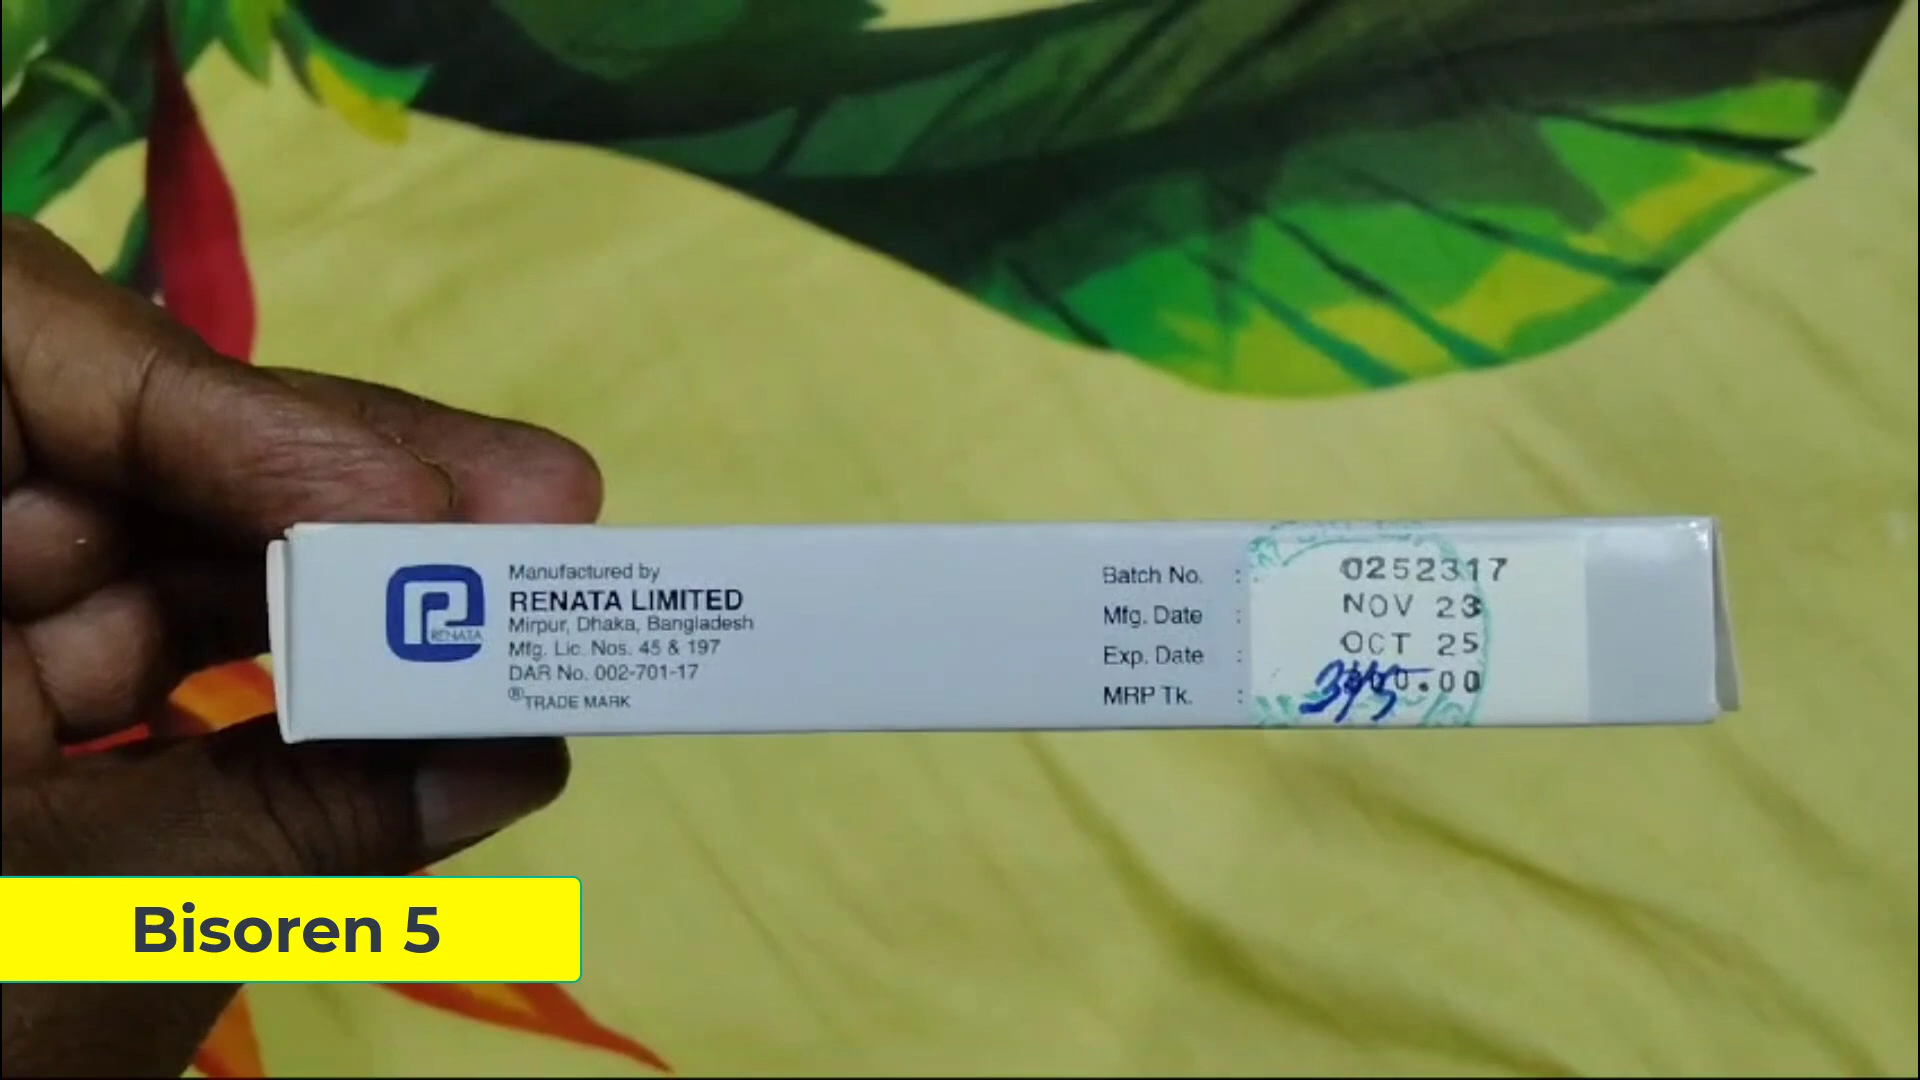 RENATA
Manufactured by
RENATA LIMITED
Mirpur, Dhaka, Bangladesh
Mfg. Lic. Nos. 45 & 197
DAR No. 002-701-17
®TRADE MARK
Batch No. : 0252317
Mfg. Date : NOV 23
Exp. Date : OCT 25
MRP Tk. :
Bisoren 5